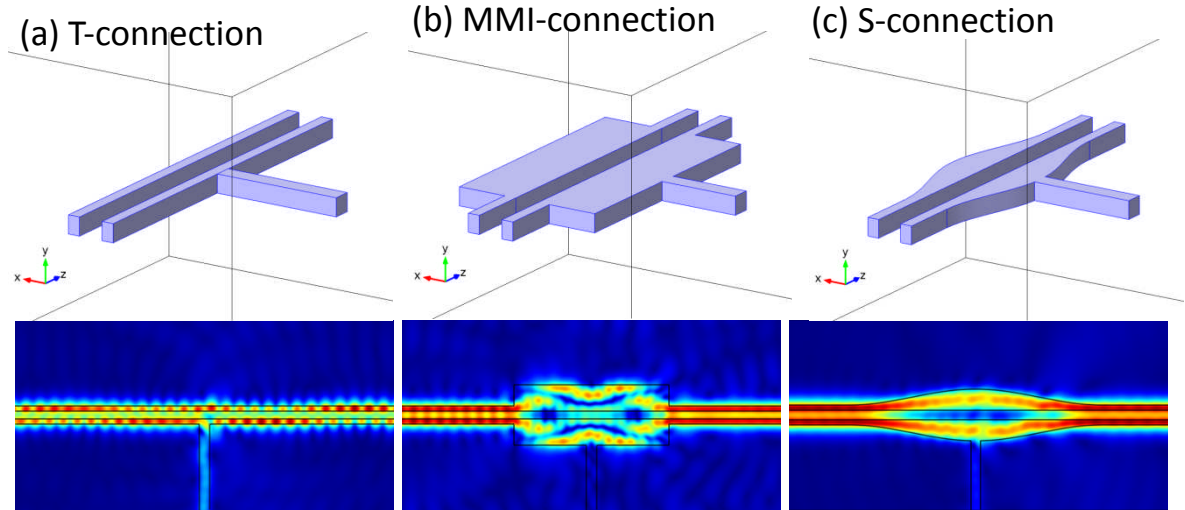 (a) T-connection
(b) MMI-connection
(c) S-connection
y
x
z
y
x
z
y
x
z